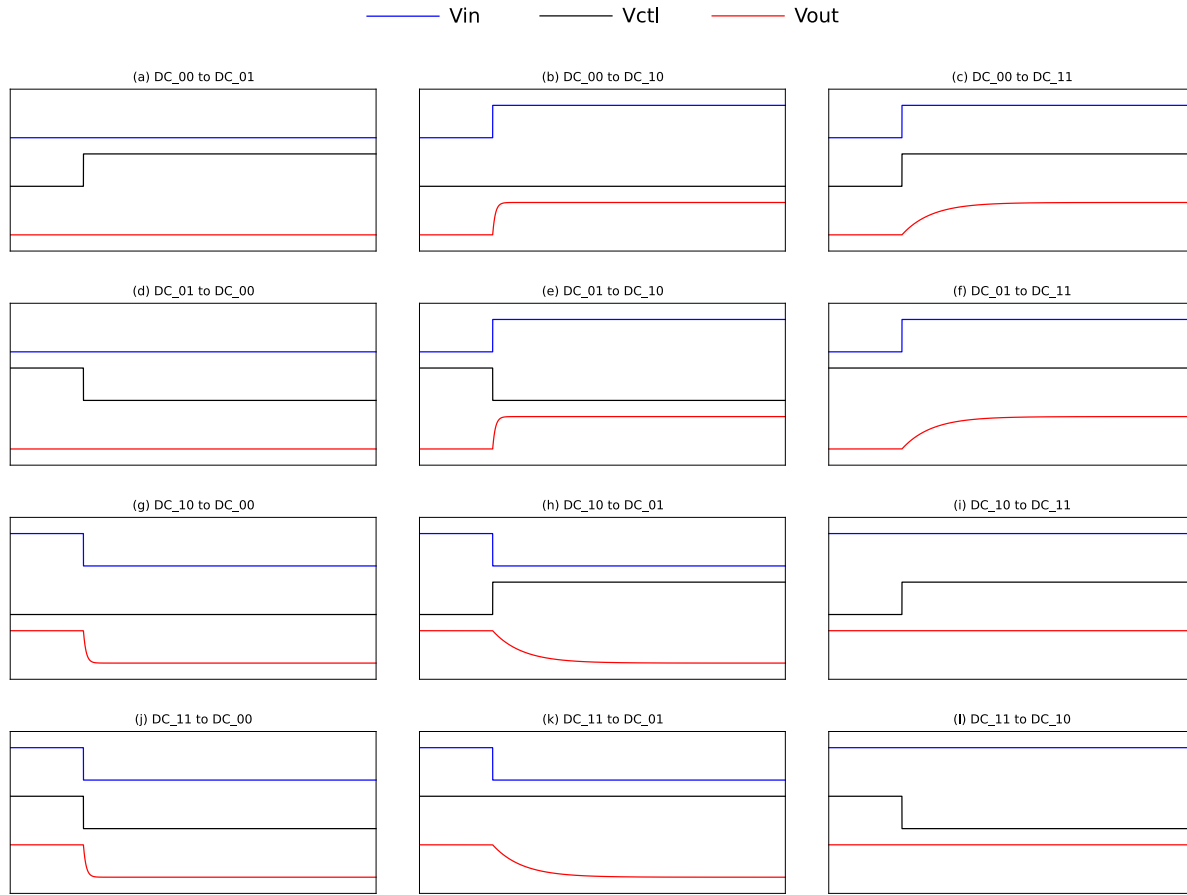 Vin Vctl Vout
(a) DC_00 to DC_01
(b) DC_00 to DC_10
(c) DC_00 to DC_11
(d) DC_01 to DC_00
(e) DC_01 to DC_10
(f) DC_01 to DC_11
(g) DC_10 to DC_00
(h) DC_10 to DC_01
(i) DC_10 to DC_11
(j) DC_11 to DC_00
(k) DC_11 to DC_01
(l) DC_11 to DC_10